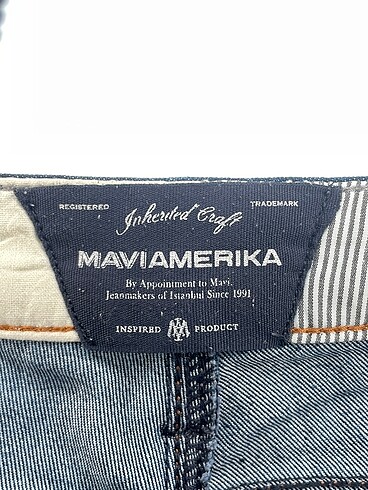 REGISTERED TRADEMARK
Inherited Craft
MAVIAMERIKA
By Appointment to Mavi.
Jeanmakers of Istanbul Since 1991
INSPIRED PRODUCT